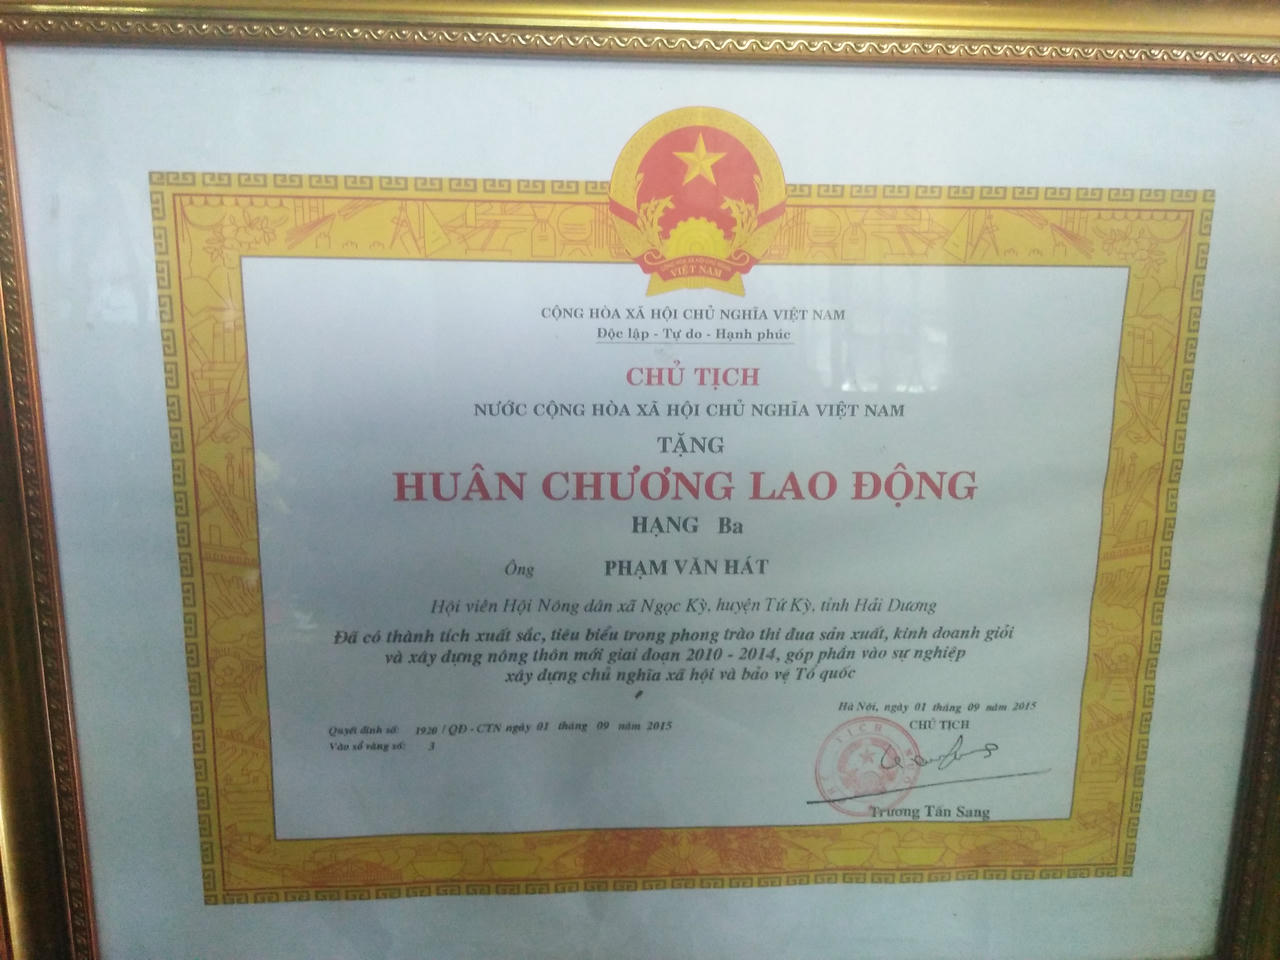 VIỆT NAM
CỘNG HÒA XÃ HỘI CHỦ NGHĨA VIỆT NAM
Độc lập - Tự do - Hạnh phúc
CHỦ TỊCH
NƯỚC CỘNG HÒA XÃ HỘI CHỦ NGHĨA VIỆT NAM
TẶNG
HUÂN CHƯƠNG LAO ĐỘNG
HẠNG Ba
Ông PHẠM VĂN HÁT
Hội viên Hội Nông dân xã Ngọc Kỳ, huyện Tứ Kỳ, tỉnh Hải Dương
Đã có thành tích xuất sắc, tiêu biểu trong phong trào thi đua sản xuất, kinh doanh giỏi
và xây dựng nông thôn mới giai đoạn 2010 - 2014, góp phần vào sự nghiệp
xây dựng chủ nghĩa xã hội và bảo vệ Tổ quốc
Hà Nội, ngày 01 tháng 09 năm 2015
Quyết định số: 1920 / QĐ - CTN ngày 01 tháng 09 năm 2015
CHỦ TỊCH
Vào sổ vàng số: 3
Trương Tấn Sang